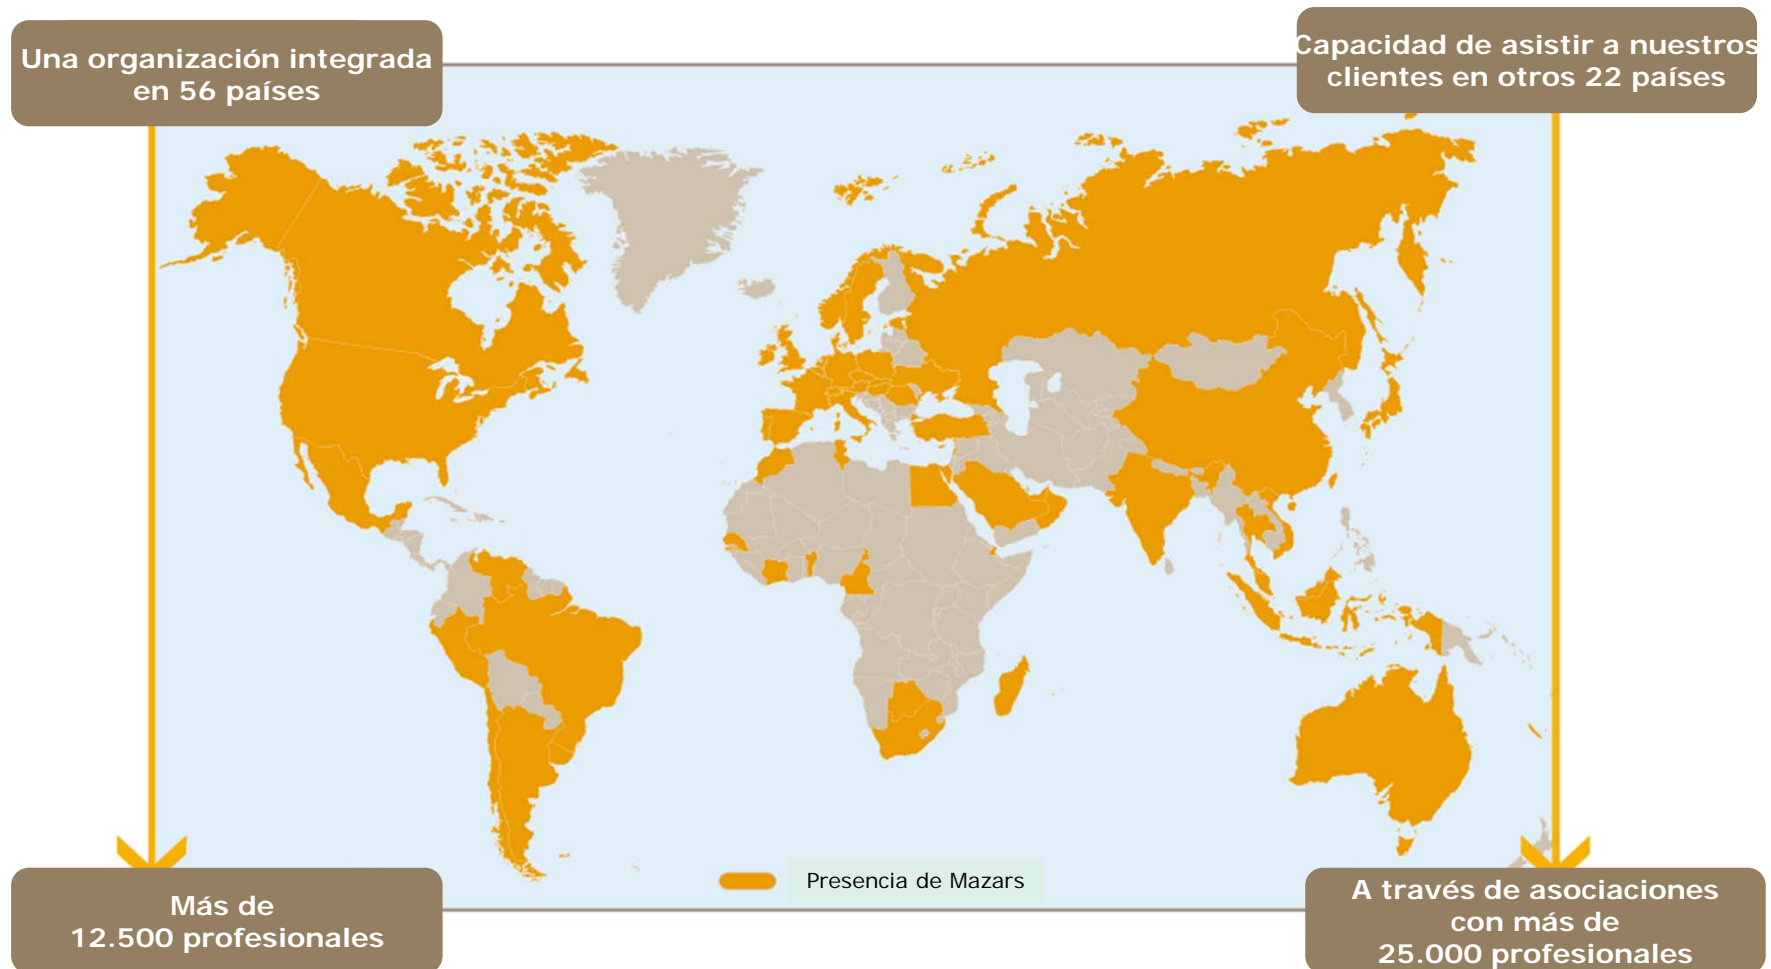 Una organización integrada
en 56 países
Capacidad de asistir a nuestros
clientes en otros 22 países
Presencia de Mazars
Más de
12.500 profesionales
A través de asociaciones
con más de
25.000 profesionales